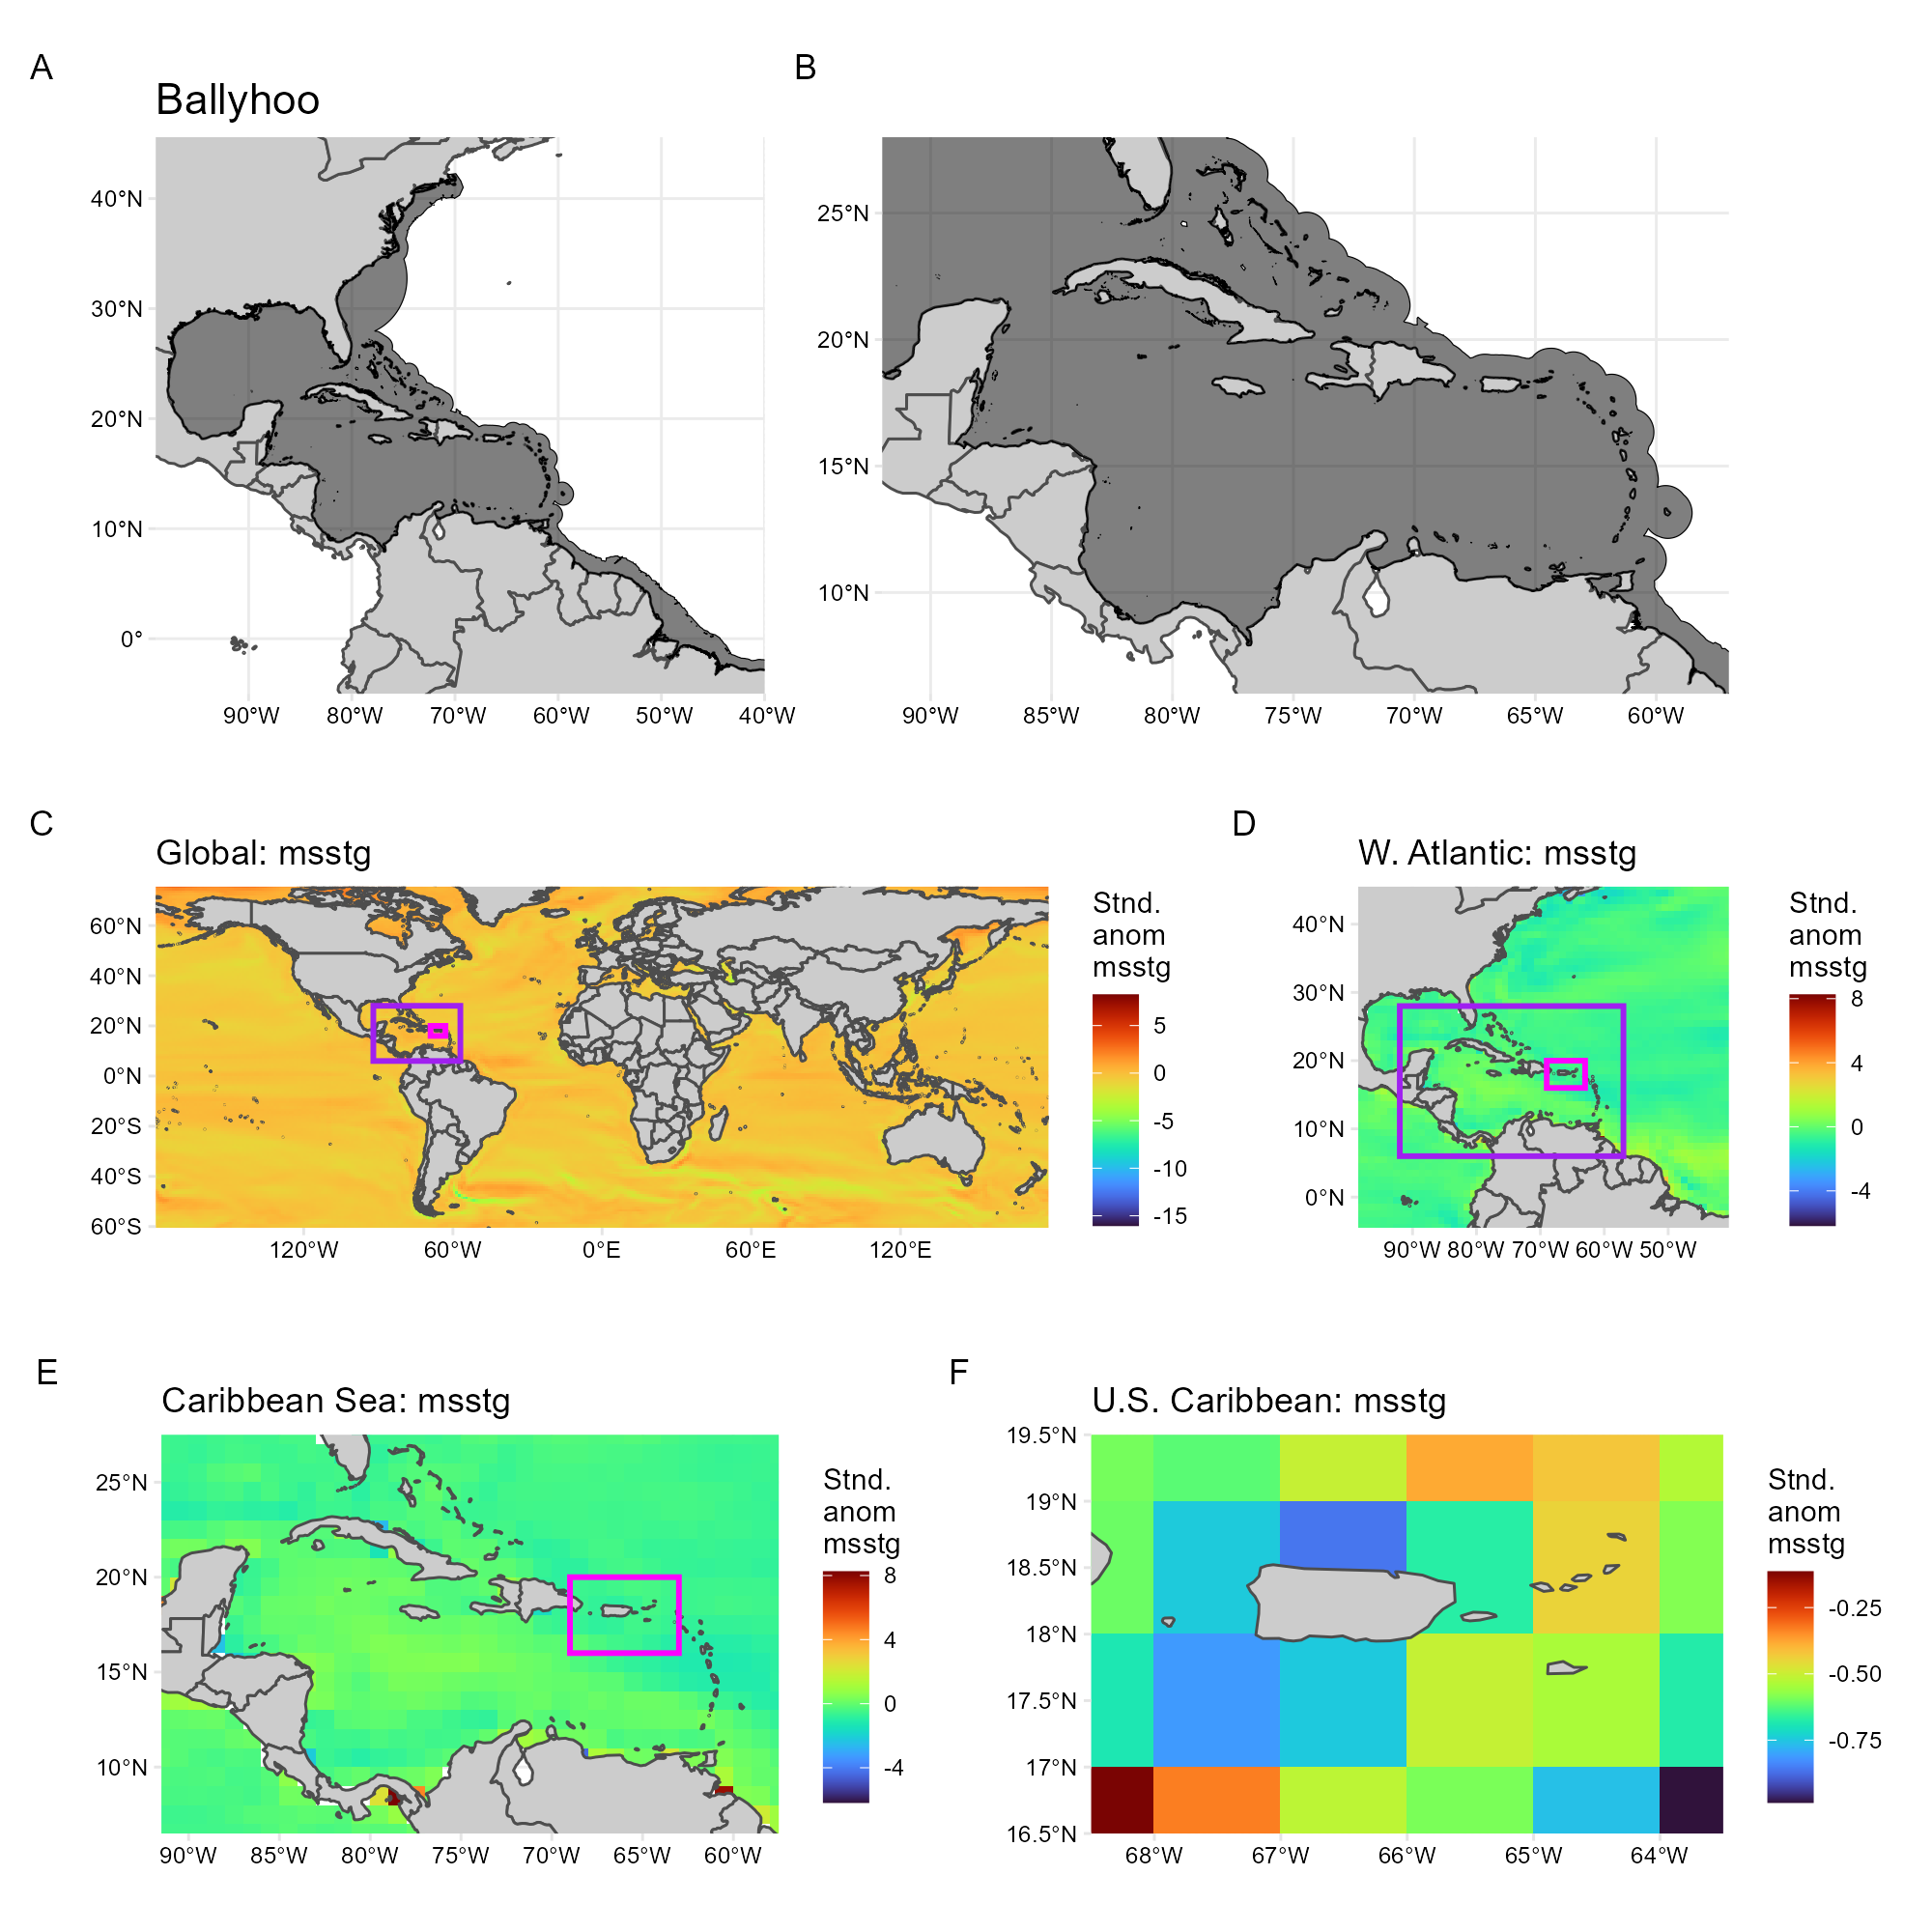 A
B
Ballyhoo
40°N
30°N
20°N
10°N
0°
90°W 80°W 70°W 60°W 50°W 40°W
25°N
20°N
15°N
10°N
90°W 85°W 80°W 75°W 70°W 65°W 60°W
C
D
Global: msstg
60°N
40°N
20°N
0°N
20°S
40°S
60°S
120°W 60°W 0°E 60°E 120°E
Stnd.
anom
msstg
5
0
-5
-10
-15
W. Atlantic: msstg
40°N
30°N
20°N
10°N
0°N
90°W 80°W 70°W 60°W 50°W
Stnd.
anom
msstg
8
4
0
-4
E
F
Caribbean Sea: msstg
25°N
20°N
15°N
10°N
90°W 85°W 80°W 75°W 70°W 65°W 60°W
Stnd.
anom
msstg
8
4
0
-4
U.S. Caribbean: msstg
19.5°N
19°N
18.5°N
18°N
17.5°N
17°N
16.5°N
68°W 67°W 66°W 65°W 64°W
Stnd.
anom
msstg
-0.25
-0.50
-0.75